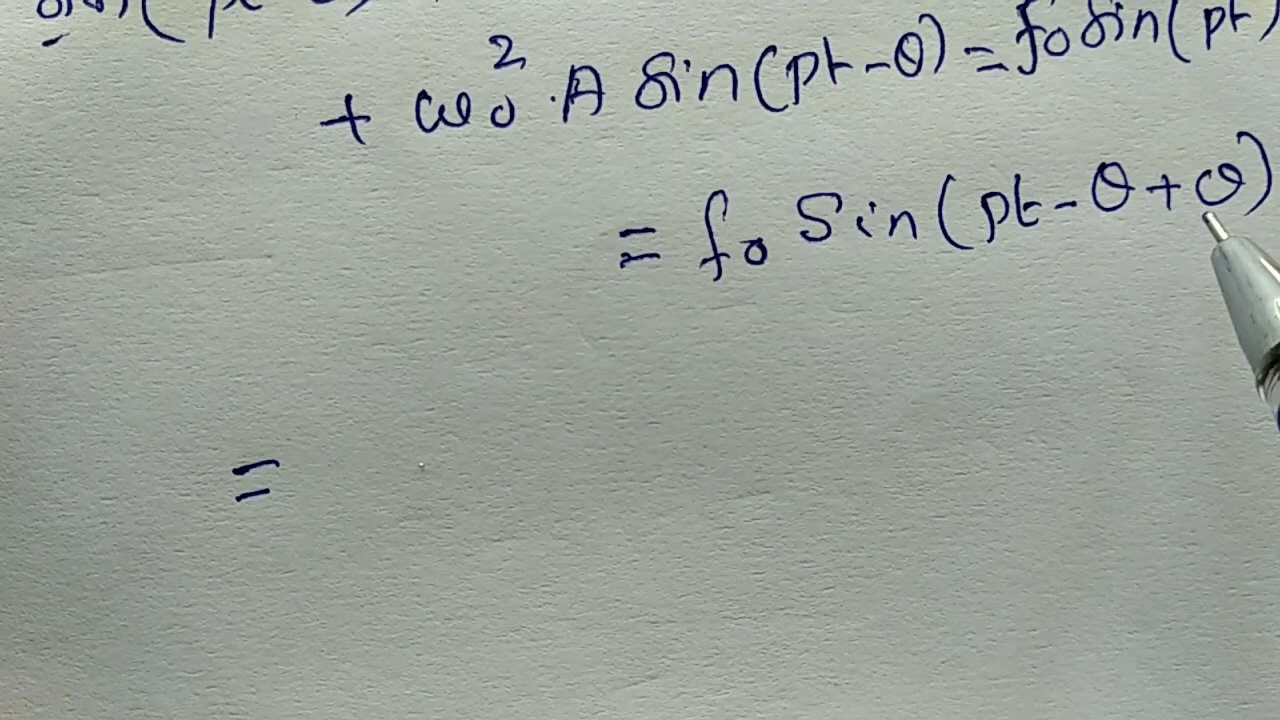 + ω₀² · A Sin(pt-θ) = f₀ Sin(pt)
= f₀ Sin(pt-θ+θ)
=